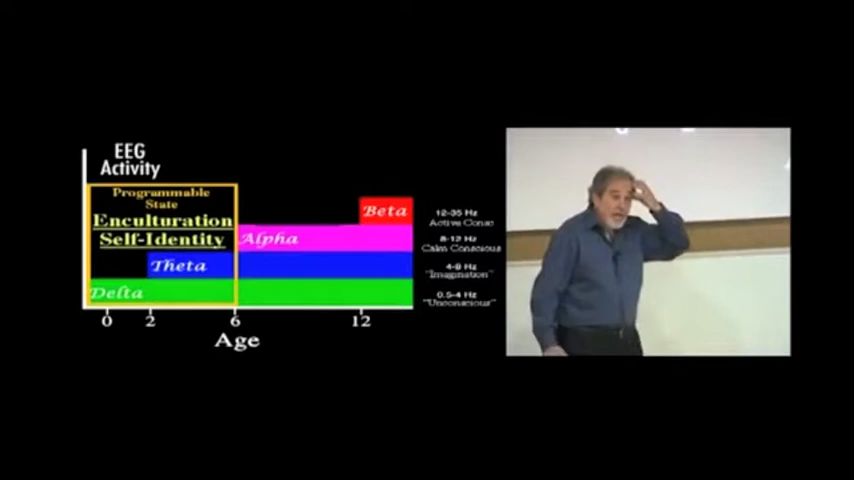 EEG
Activity
Programmable
State
Enculturation
Self-Identity
Beta
Alpha
Theta
Delta
12-35 Hz
Active Consc
8-12 Hz
Calm Conscious
4-8 Hz
"Imagination"
0.5-4 Hz
"Unconscious"
0 2 6 12
Age